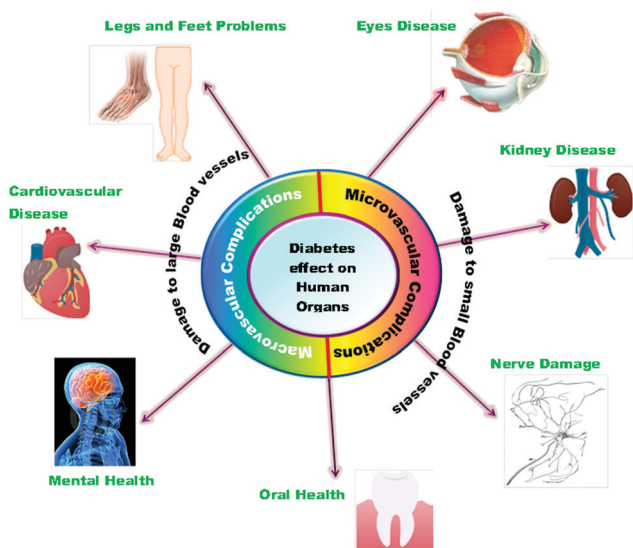 Legs and Feet Problems
Eyes Disease
Kidney Disease
Cardiovascular
Disease
Damage to large Blood vessels
Macrovascular Complications
Microvascular Complications
Damage to small Blood
vessels
Diabetes
effect on
Human
Organs
Nerve Damage
Mental Health
Oral Health